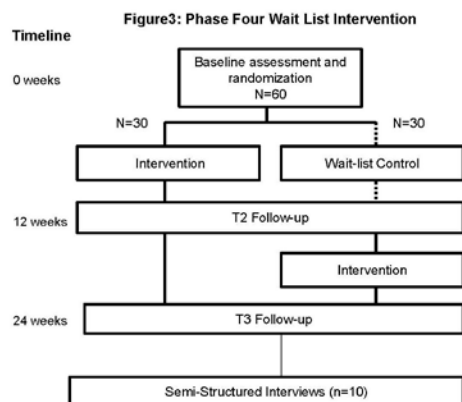 Figure3: Phase Four Wait List Intervention
Timeline
0 weeks
Baseline assessment and
randomization
N=60
N=30
N=30
Intervention
Wait-list Control
12 weeks
T2 Follow-up
Intervention
24 weeks
T3 Follow-up
Semi-Structured Interviews (n=10)